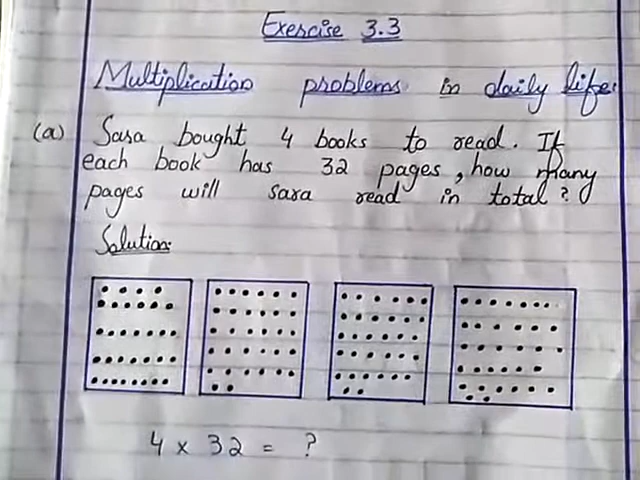 Exercise 3.3
Multiplication problems in daily life.
(a) Sara bought 4 books to read. If
each book has 32 pages, how many
pages will sara read in total?
Solution:
4 x 32 = ?